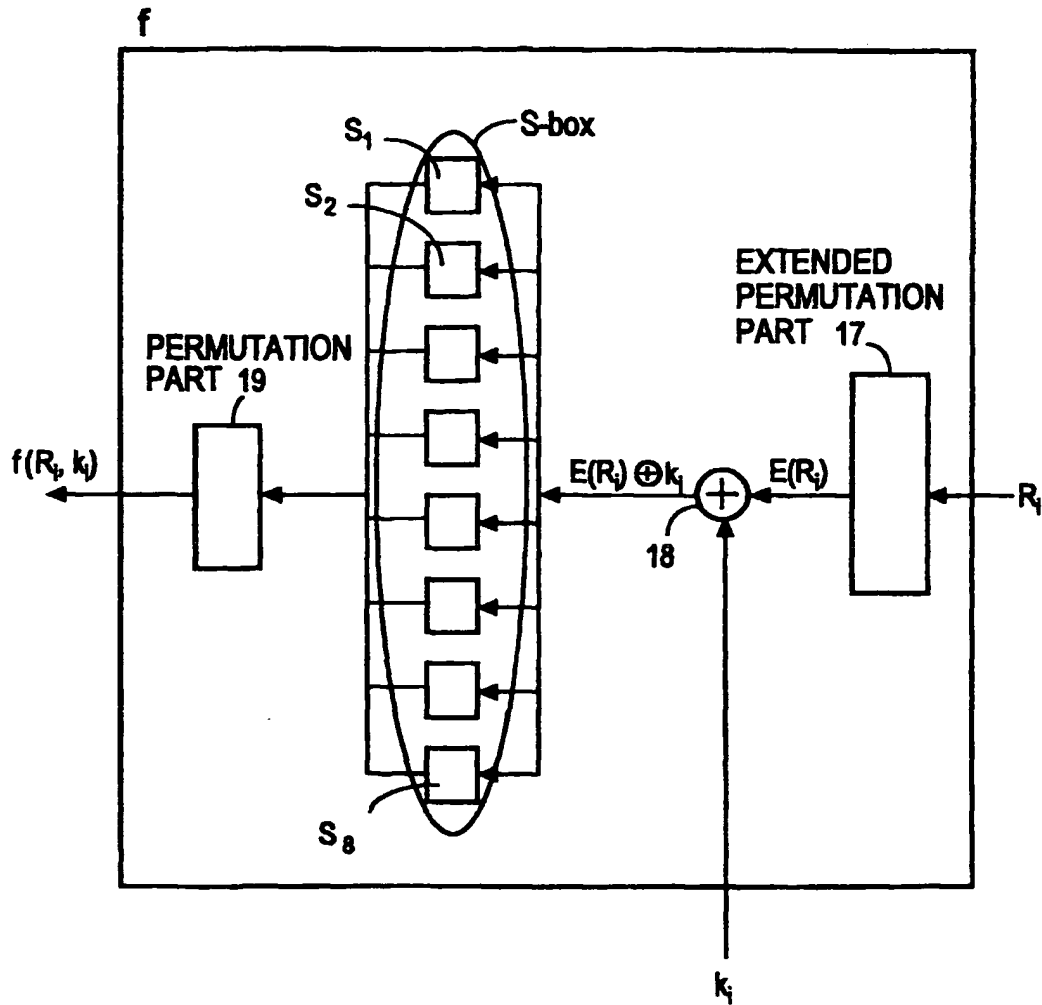 f
S-box
S₁
S₂
EXTENDED
PERMUTATION
PART 17
PERMUTATION
PART 19
f(Rᵢ, kᵢ)
E(Rᵢ) ⊕ kᵢ
E(Rᵢ)
Rᵢ
18
S₈
kᵢ